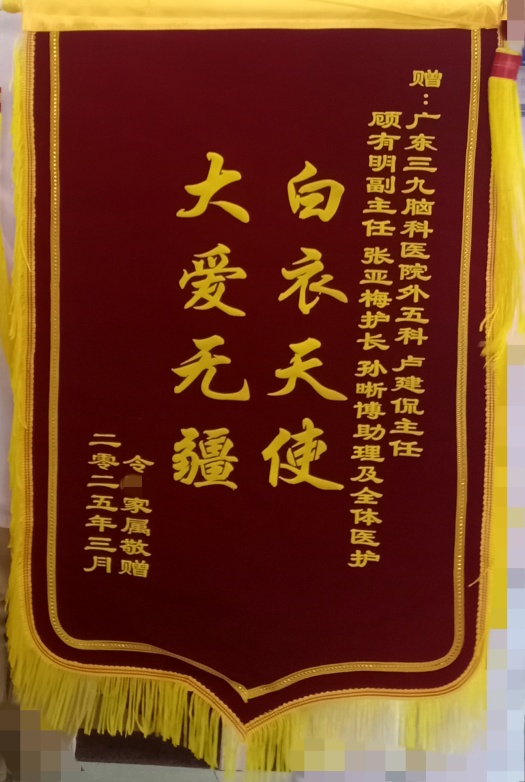 赠：广东三九脑科医院外五科 卢建侃主任
顾有明副主任 张亚梅护长 孙晰博助理及全体医护
白衣天使
大爱无疆
令 家属敬赠
二零二五年三月